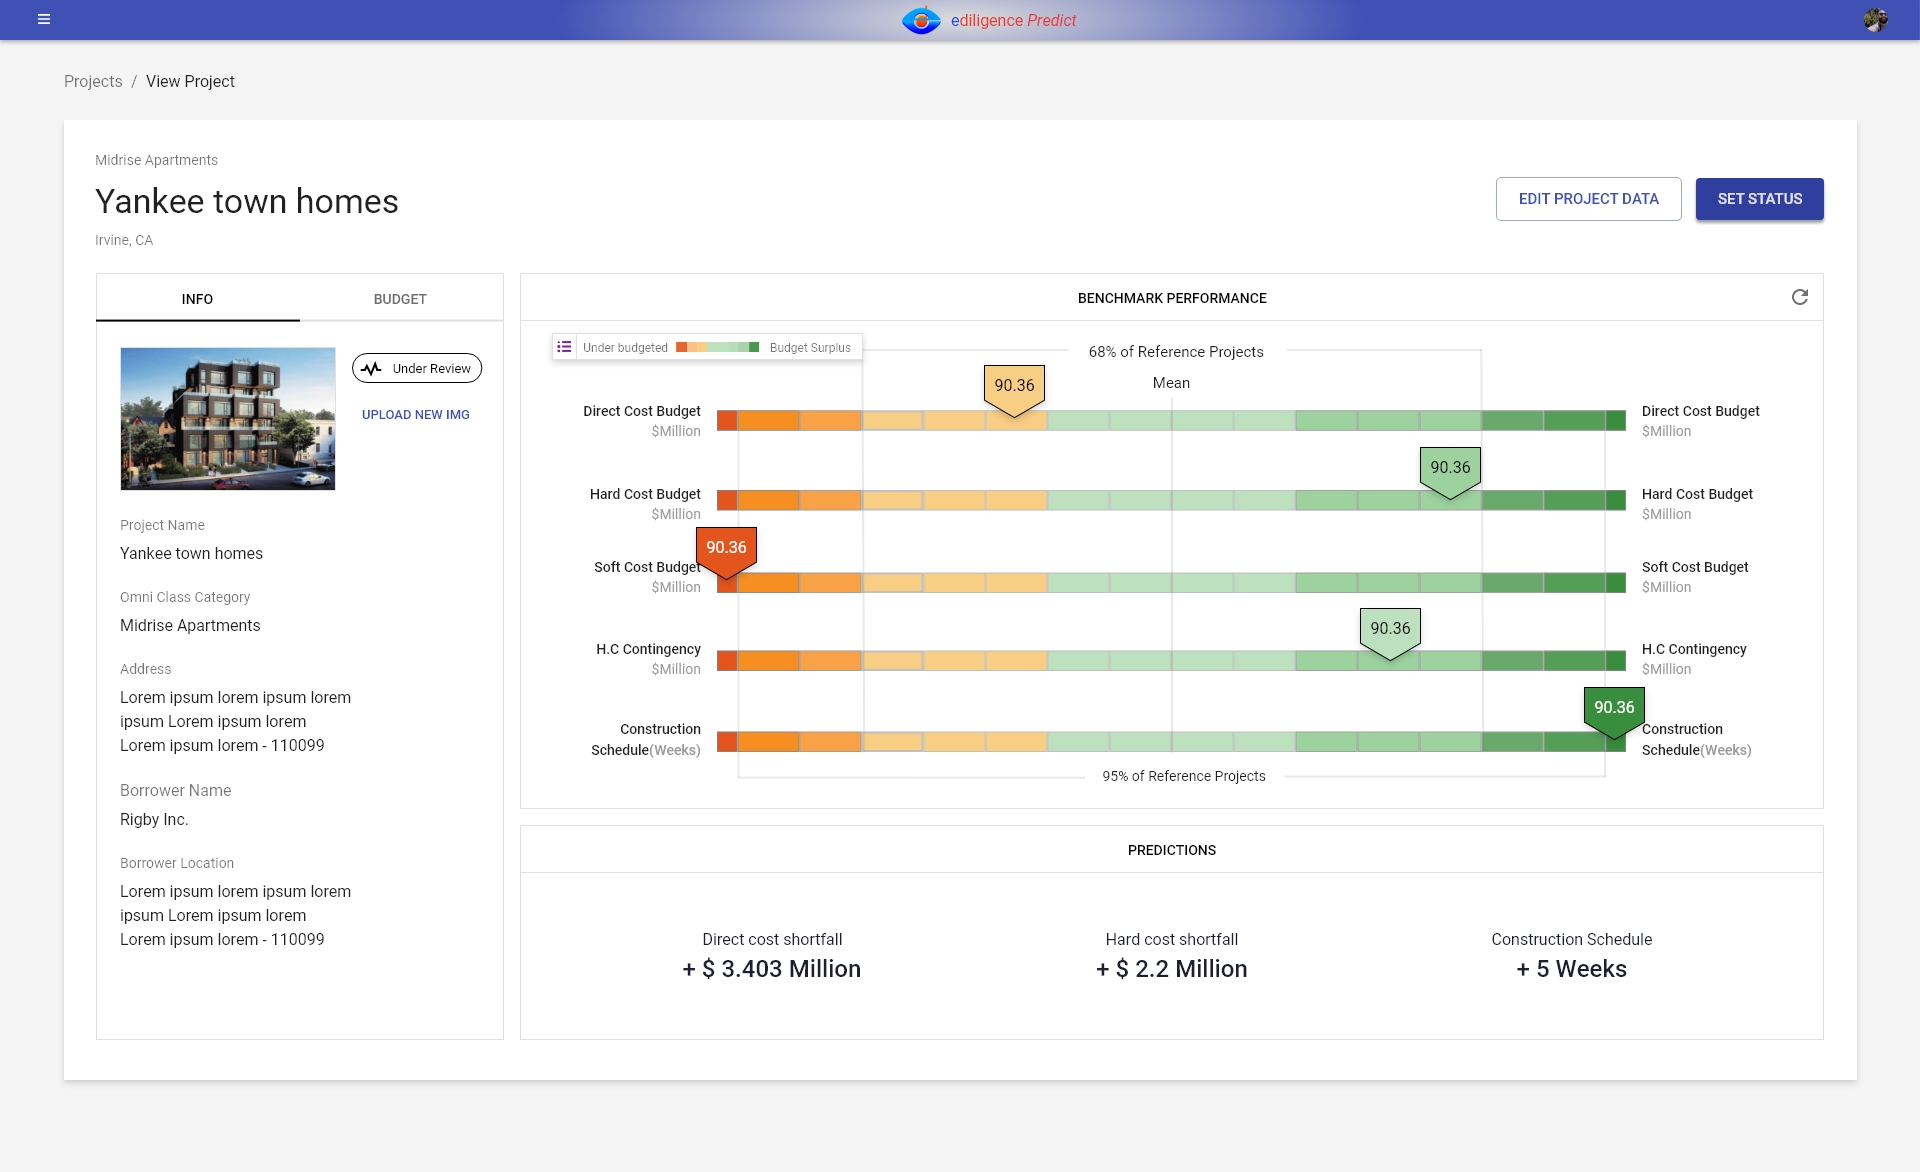 ediligence Predict
Projects / View Project
Midrise Apartments
Yankee town homes
Irvine, CA
EDIT PROJECT DATA
SET STATUS
INFO
BUDGET
Under Review
UPLOAD NEW IMG
Project Name
Yankee town homes
Omni Class Category
Midrise Apartments
Address
Lorem ipsum lorem ipsum lorem
ipsum Lorem ipsum lorem
Lorem ipsum lorem - 110099
Borrower Name
Rigby Inc.
Borrower Location
Lorem ipsum lorem ipsum lorem
ipsum Lorem ipsum lorem
Lorem ipsum lorem - 110099
BENCHMARK PERFORMANCE
Under budgeted
Budget Surplus
68% of Reference Projects
Mean
90.36
Direct Cost Budget
$Million
Direct Cost Budget
$Million
90.36
Hard Cost Budget
$Million
Hard Cost Budget
$Million
90.36
Soft Cost Budget
$Million
Soft Cost Budget
$Million
90.36
H.C Contingency
$Million
H.C Contingency
$Million
90.36
Construction
Schedule(Weeks)
Construction
Schedule(Weeks)
95% of Reference Projects
PREDICTIONS
Direct cost shortfall
+ $ 3.403 Million
Hard cost shortfall
+ $ 2.2 Million
Construction Schedule
+ 5 Weeks